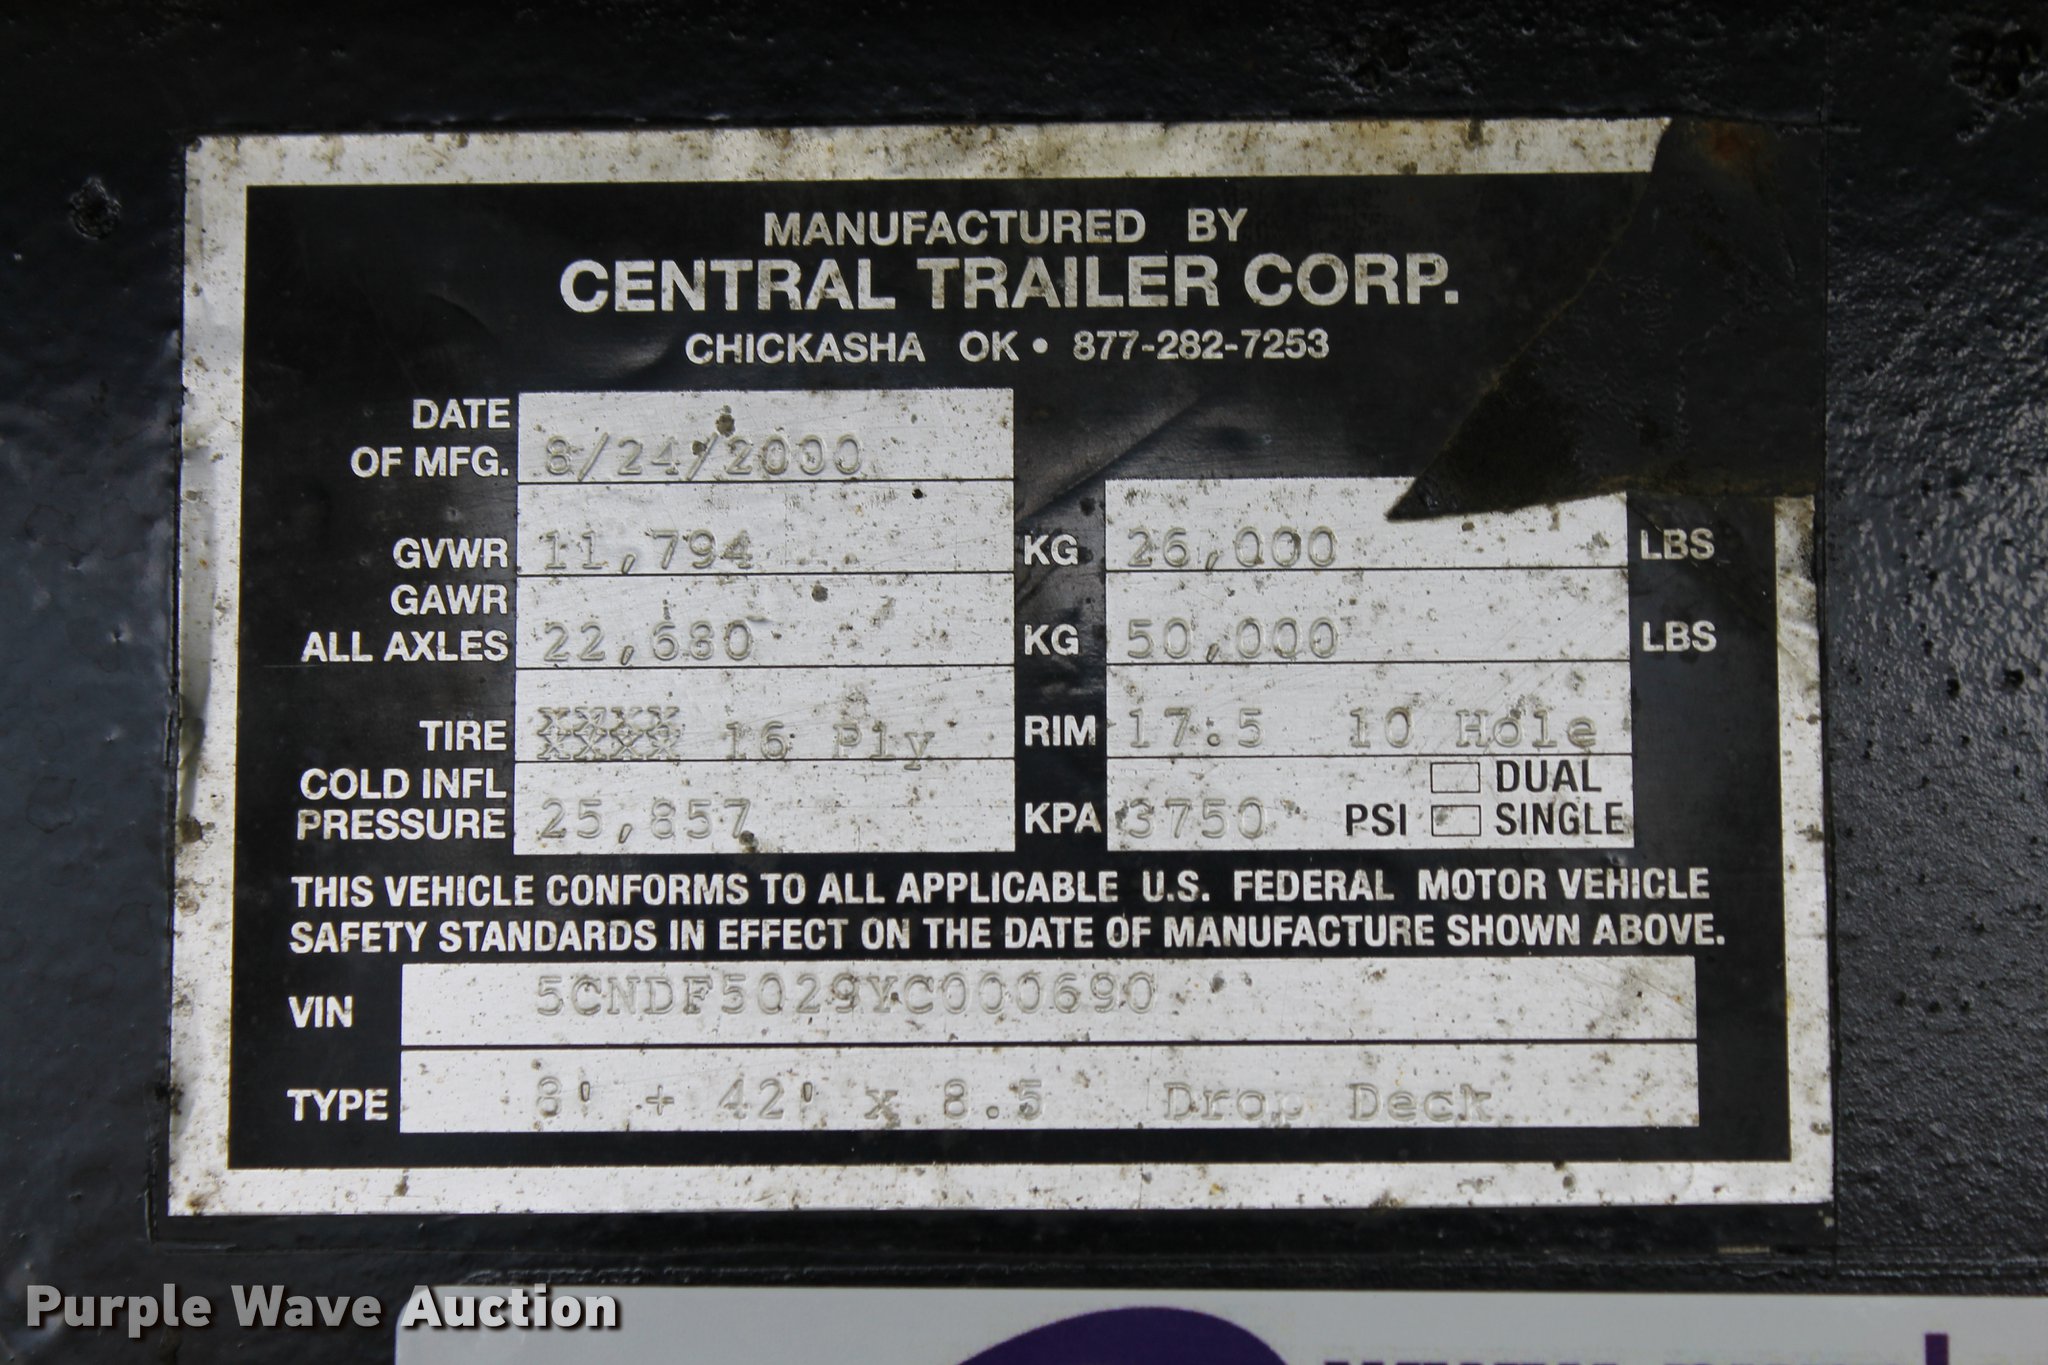 MANUFACTURED BY
CENTRAL TRAILER CORP.
CHICKASHA OK • 877-282-7253
DATE
OF MFG. 8/24/2000
GVWR 11,794 KG 26,000 LBS
GAWR
ALL AXLES 22,680 KG 50,000 LBS
TIRE XXXX 16 Ply RIM 17.5 10 Hole
COLD INFL DUAL
PRESSURE 25,857 KPA 3750 PSI SINGLE
THIS VEHICLE CONFORMS TO ALL APPLICABLE U.S. FEDERAL MOTOR VEHICLE
SAFETY STANDARDS IN EFFECT ON THE DATE OF MANUFACTURE SHOWN ABOVE.
VIN 5CNDF5029YC000690
TYPE 8' + 42' x 8.5 Drop Deck
Purple Wave Auction